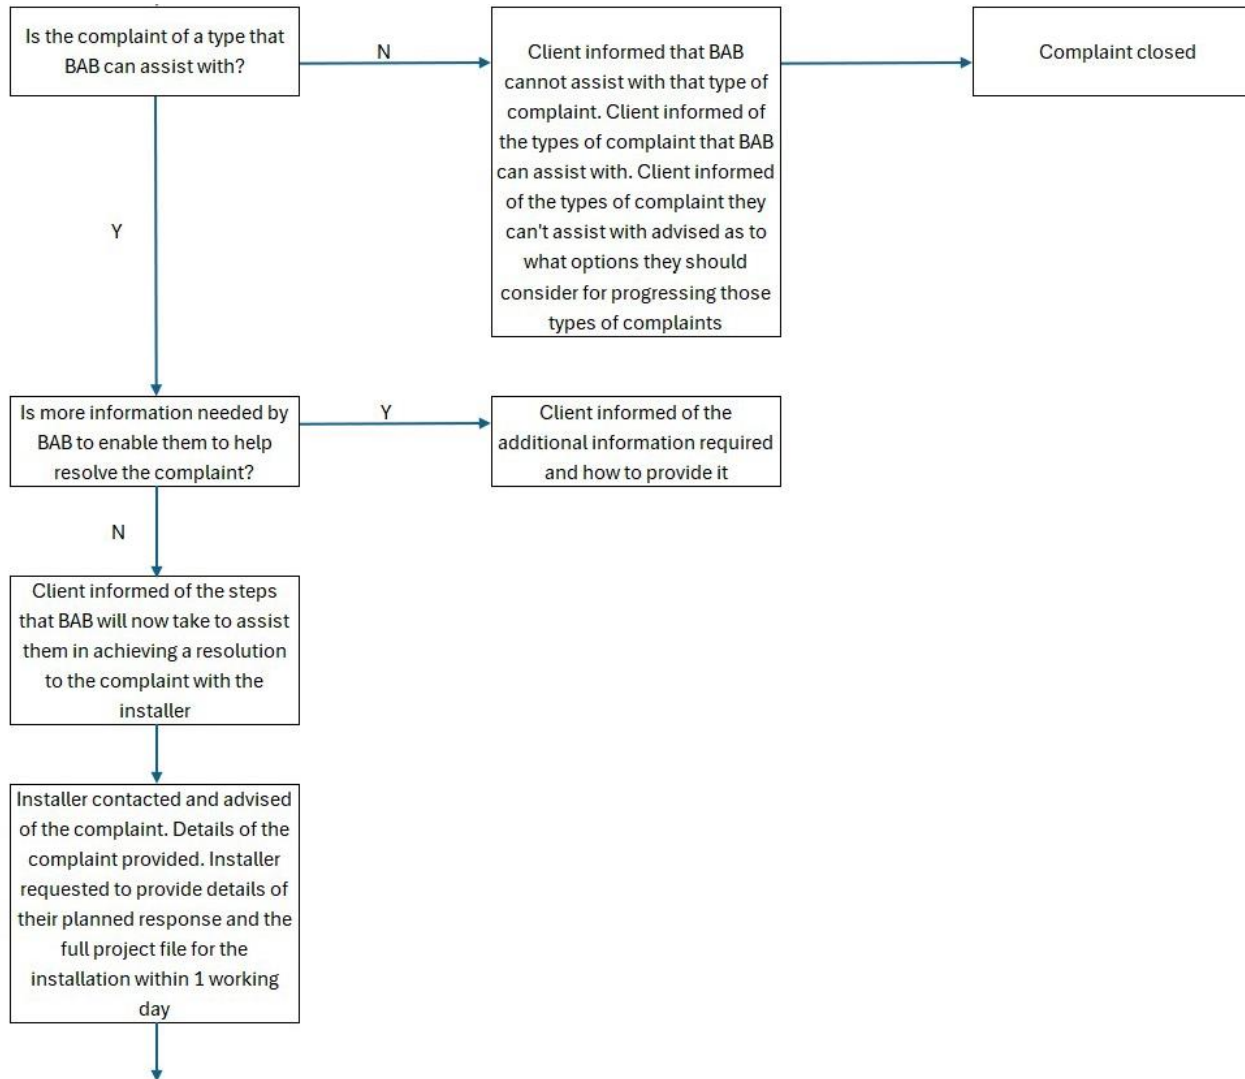 Is the complaint of a type that
BAB can assist with?
N
Client informed that BAB
cannot assist with that type of
complaint. Client informed of
the types of complaint that BAB
can assist with. Client informed
of the types of complaint they
can't assist with advised as to
what options they should
consider for progressing those
types of complaints
Complaint closed
Y
Is more information needed by
BAB to enable them to help
resolve the complaint?
Y
Client informed of the
additional information required
and how to provide it
N
Client informed of the steps
that BAB will now take to assist
them in achieving a resolution
to the complaint with the
installer
Installer contacted and advised
of the complaint. Details of the
complaint provided. Installer
requested to provide details of
their planned response and the
full project file for the
installation within 1 working
day